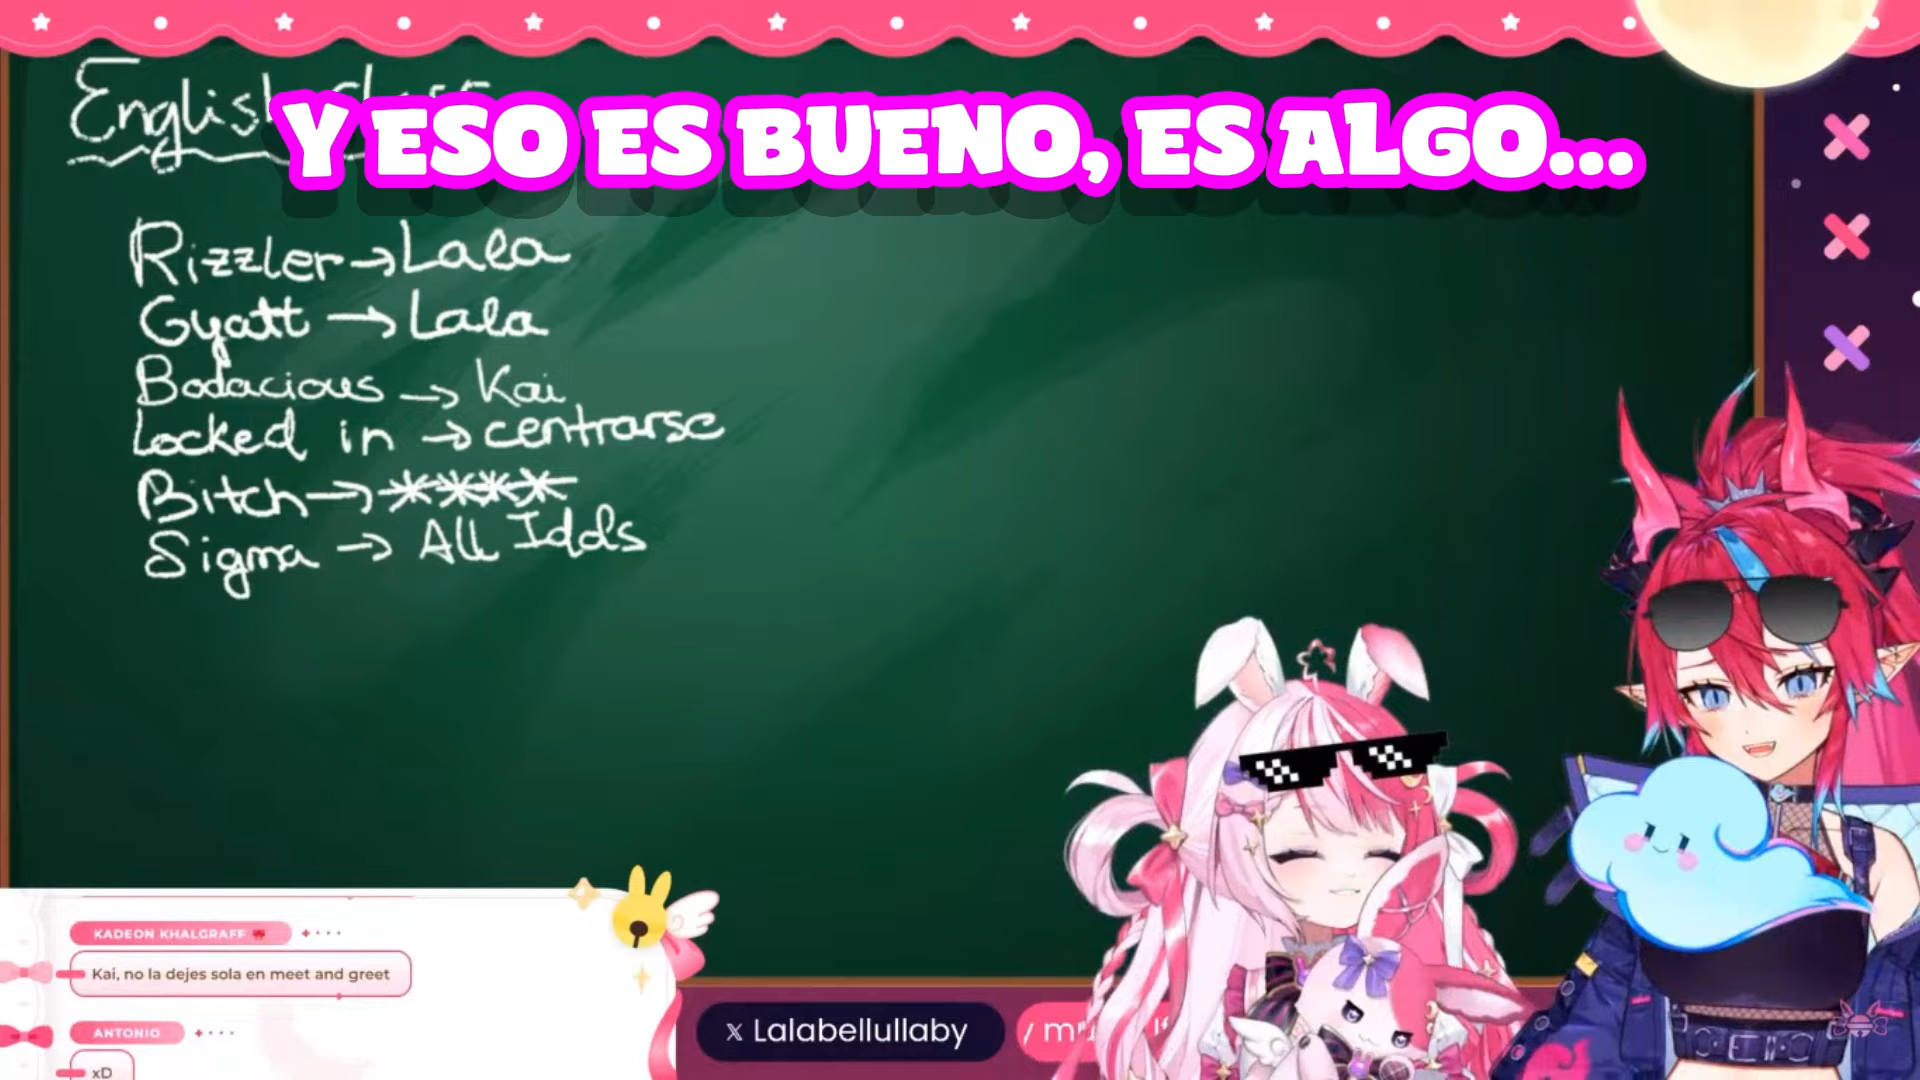 English
Y ESO ES BUENO, ES ALGO...
Rizzler → Lala
Gyatt → Lala
Bodacious → Kai
Locked in → centrarse
Bitch → ****
Sigma → All Idols
KADEON KHALGRAFF
Kai, no la dejes sola en meet and greet
ANTONIO
xD
X Lalabellullaby